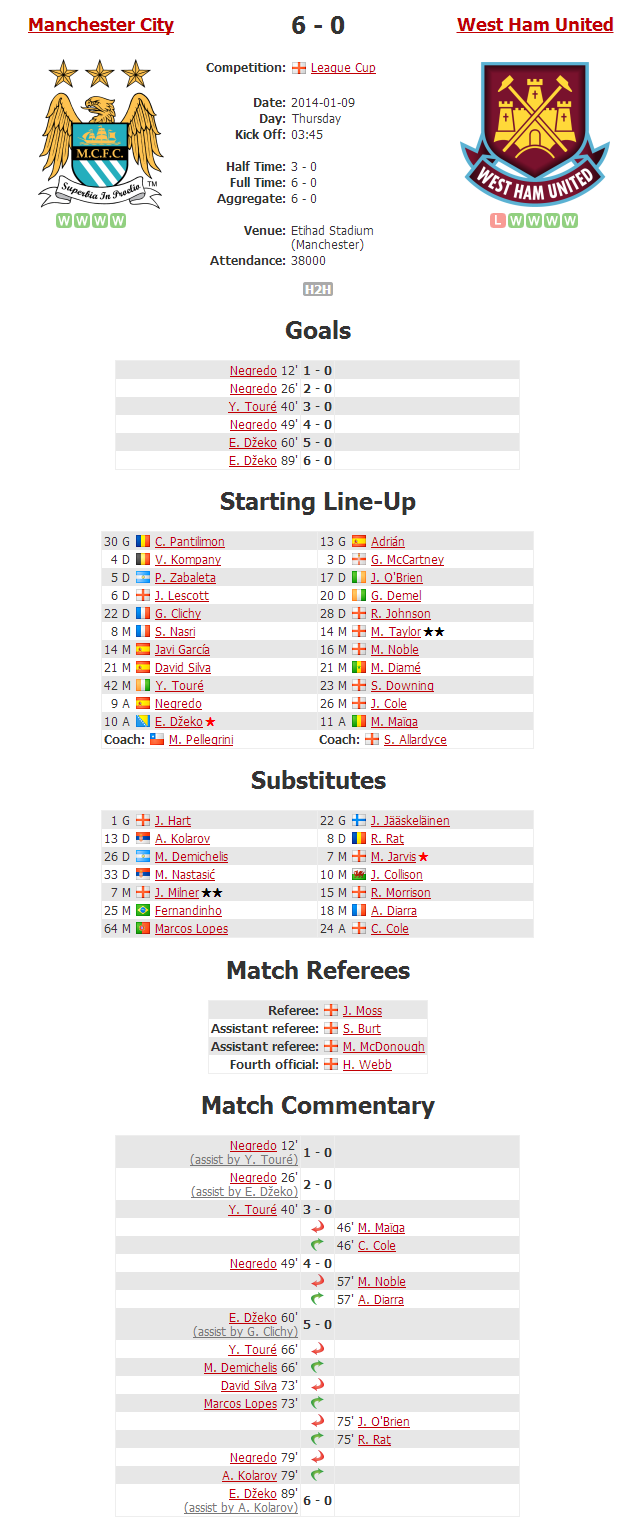 Manchester City 6 - 0 West Ham United
Competition: League Cup
M.C.F.C.
Superbia In Proelio
TM
WEST HAM UNITED
Date: 2014-01-09
Day: Thursday
Kick Off: 03:45
Half Time: 3 - 0
Full Time: 6 - 0
Aggregate: 6 - 0
W W W W
L W W W W
Venue: Etihad Stadium
(Manchester)
Attendance: 38000
H2H
Goals
Negredo 12' 1 - 0
Negredo 26' 2 - 0
Y. Touré 40' 3 - 0
Negredo 49' 4 - 0
E. Džeko 60' 5 - 0
E. Džeko 89' 6 - 0
Starting Line-Up
30 G C. Pantilimon 13 G Adrián
4 D V. Kompany 3 D G. McCartney
5 D P. Zabaleta 17 D J. O'Brien
6 D J. Lescott 20 D G. Demel
22 D G. Clichy 28 D R. Johnson
8 M S. Nasri 14 M M. Taylor★★
14 M Javi García 16 M M. Noble
21 M David Silva 21 M M. Diamé
42 M Y. Touré 23 M S. Downing
9 A Negredo 26 M J. Cole
10 A E. Džeko★ 11 A M. Maïga
Coach: M. Pellegrini Coach: S. Allardyce
Substitutes
1 G J. Hart 22 G J. Jääskeläinen
13 D A. Kolarov 8 D R. Rat
26 D M. Demichelis 7 M M. Jarvis★
33 D M. Nastasić 10 M J. Collison
7 M J. Milner★★ 15 M R. Morrison
25 M Fernandinho 18 M A. Diarra
64 M Marcos Lopes 24 A C. Cole
Match Referees
Referee: J. Moss
Assistant referee: S. Burt
Assistant referee: M. McDonough
Fourth official: H. Webb
Match Commentary
Negredo 12' 1 - 0
(assist by Y. Touré)
Negredo 26' 2 - 0
(assist by E. Džeko)
Y. Touré 40' 3 - 0
46' M. Maïga
46' C. Cole
Negredo 49' 4 - 0
57' M. Noble
57' A. Diarra
E. Džeko 60' 5 - 0
(assist by G. Clichy)
Y. Touré 66'
M. Demichelis 66'
David Silva 73'
Marcos Lopes 73'
75' J. O'Brien
75' R. Rat
Negredo 79'
A. Kolarov 79'
E. Džeko 89' 6 - 0
(assist by A. Kolarov)